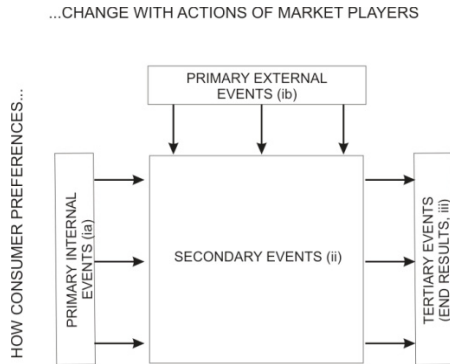 ...CHANGE WITH ACTIONS OF MARKET PLAYERS
PRIMARY EXTERNAL
EVENTS (ib)
HOW CONSUMER PREFERENCES...
PRIMARY INTERNAL
EVENTS (ia)
SECONDARY EVENTS (ii)
TERTIARY EVENTS
(END RESULTS, iii)